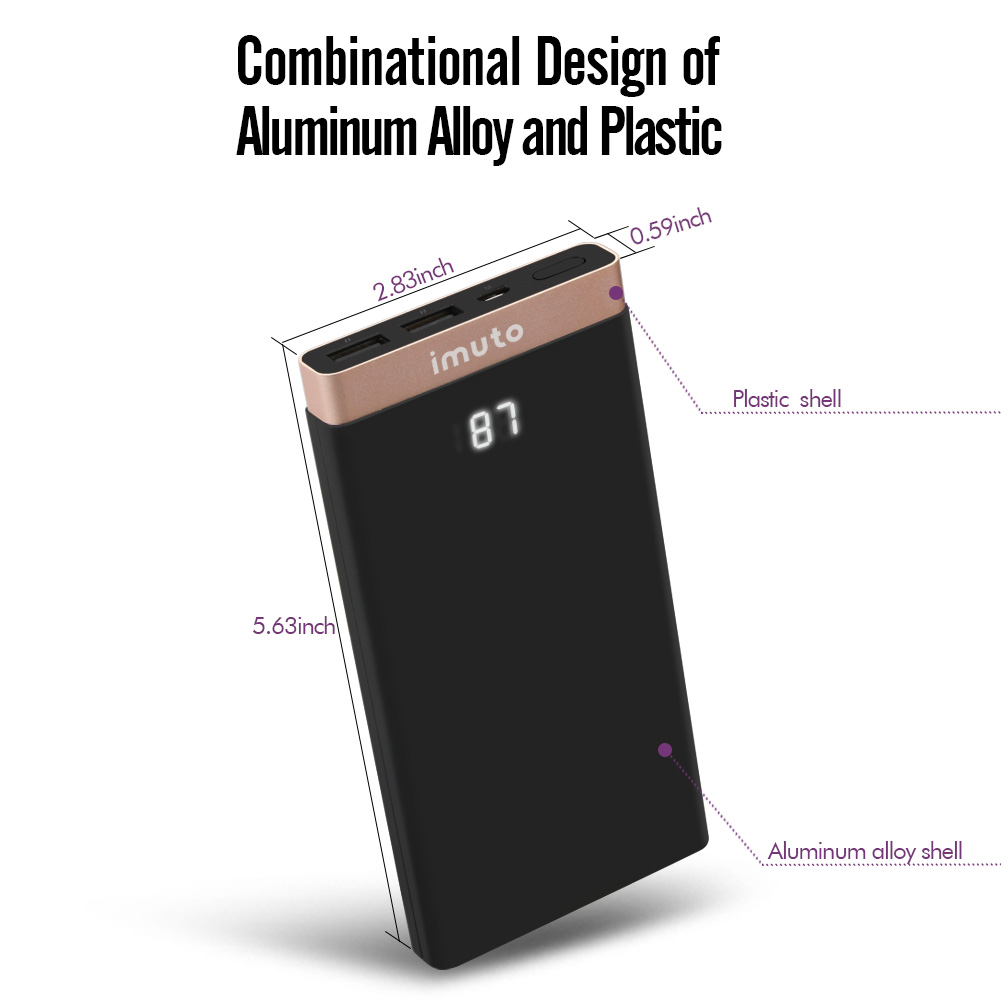 Combinational Design of
Aluminum Alloy and Plastic
0.59inch
2.83inch
imuto
87
Plastic shell
5.63inch
Aluminum alloy shell